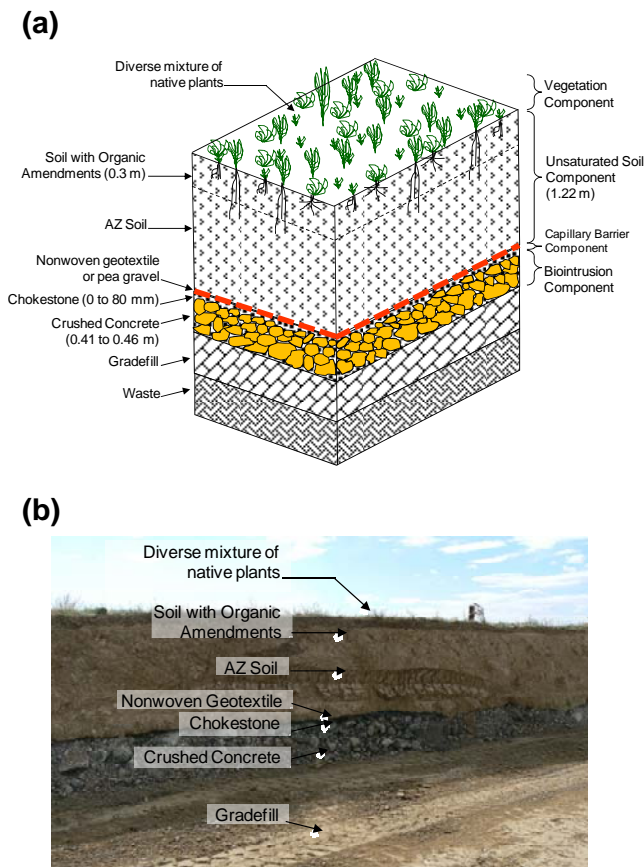 (a)
Diverse mixture of
native plants
Vegetation
Component
Soil with Organic
Amendments (0.3 m)
Unsaturated Soil
Component
(1.22 m)
AZ Soil
Capillary Barrier
Component
Nonwoven geotextile
or pea gravel
Biointrusion
Component
Chokestone (0 to 80 mm)
Crushed Concrete
(0.41 to 0.46 m)
Gradefill
Waste
(b)
Diverse mixture of
native plants
Soil with Organic
Amendments
AZ Soil
Nonwoven Geotextile
Chokestone
Crushed Concrete
Gradefill